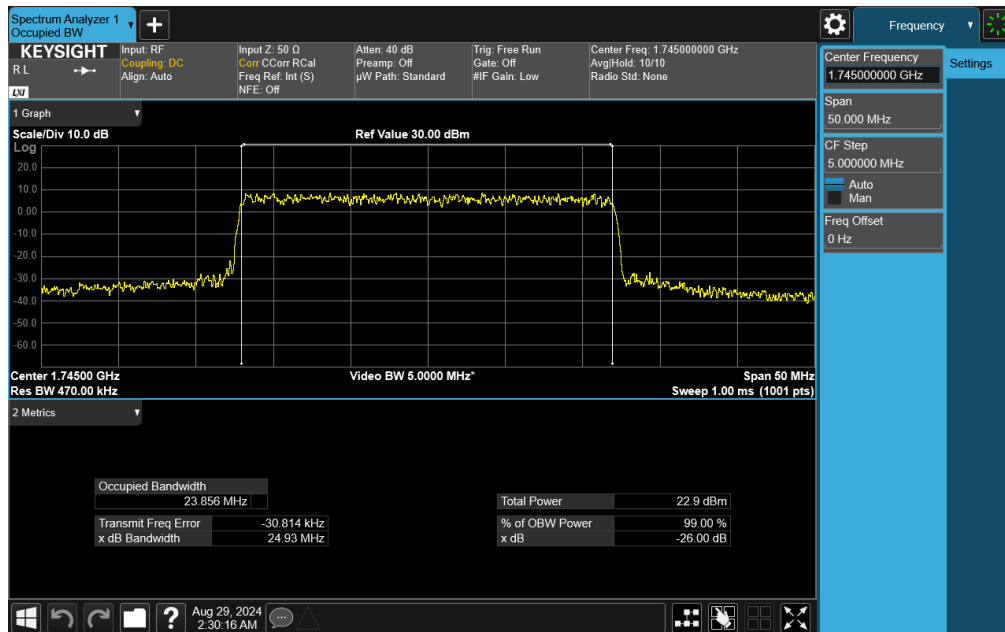 Spectrum Analyzer 1
Occupied BW
Frequency
KEYSIGHT
R L
LXI
Input: RF
Coupling: DC
Align: Auto
Input Z: 50 Ω
Corr CCorr RCal
Freq Ref: Int (S)
NFE: Off
Atten: 40 dB
Preamp: Off
µW Path: Standard
Trig: Free Run
Gate: Off
#IF Gain: Low
Center Freq: 1.745000000 GHz
Avg|Hold: 10/10
Radio Std: None
Center Frequency
1.745000000 GHz
Settings
Span
50.000 MHz
CF Step
5.000000 MHz
Auto
Man
Freq Offset
0 Hz
1 Graph
Scale/Div 10.0 dB
Ref Value 30.00 dBm
Log
20.0
10.0
0.00
-10.0
-20.0
-30.0
-40.0
-50.0
-60.0
Center 1.74500 GHz
Video BW 5.0000 MHz*
Span 50 MHz
Res BW 470.00 kHz
Sweep 1.00 ms (1001 pts)
2 Metrics
Occupied Bandwidth
23.856 MHz
Total Power 22.9 dBm
Transmit Freq Error -30.814 kHz
% of OBW Power 99.00 %
x dB Bandwidth 24.93 MHz
x dB -26.00 dB
?
Aug 29, 2024
2:30:16 AM